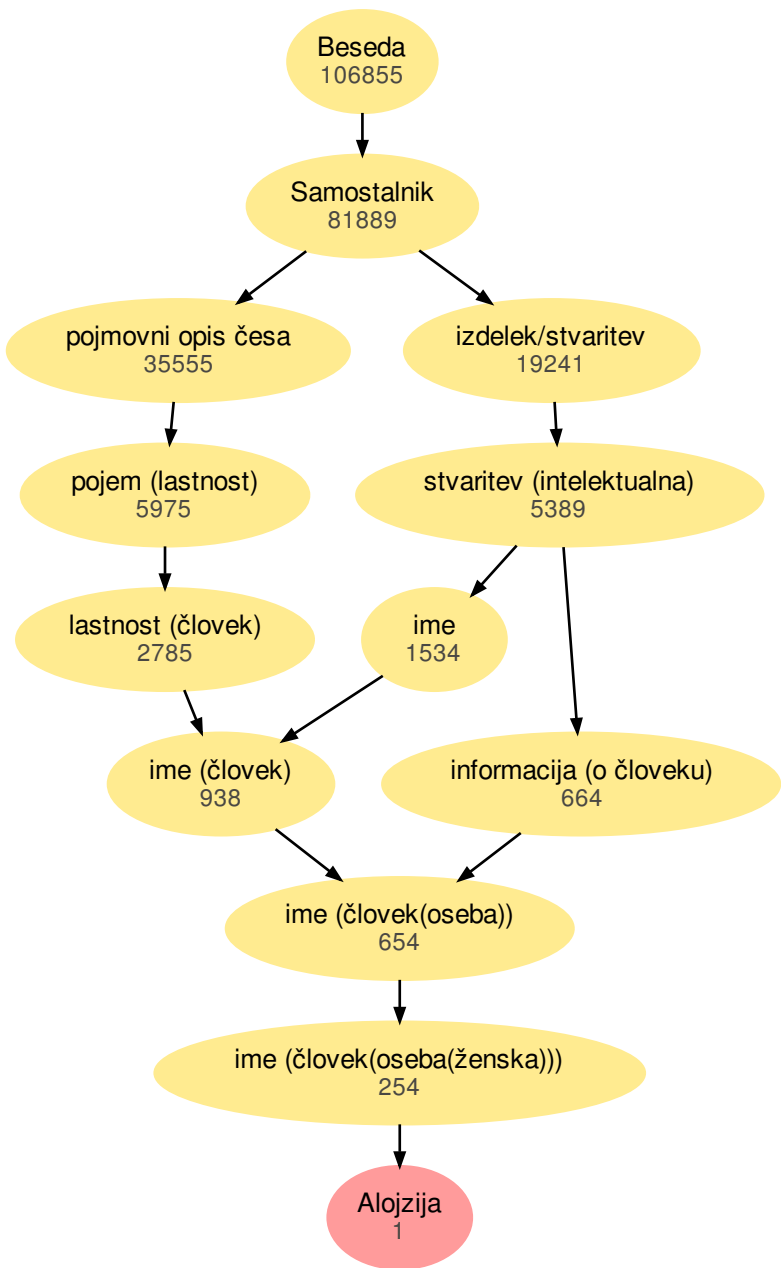 Beseda
106855
Samostalnik
81889
pojmovni opis česa
35555
izdelek/stvaritev
19241
pojem (lastnost)
5975
stvaritev (intelektualna)
5389
lastnost (človek)
2785
ime
1534
ime (človek)
938
informacija (o človeku)
664
ime (človek(oseba))
654
ime (človek(oseba(ženska)))
254
Alojzija
1